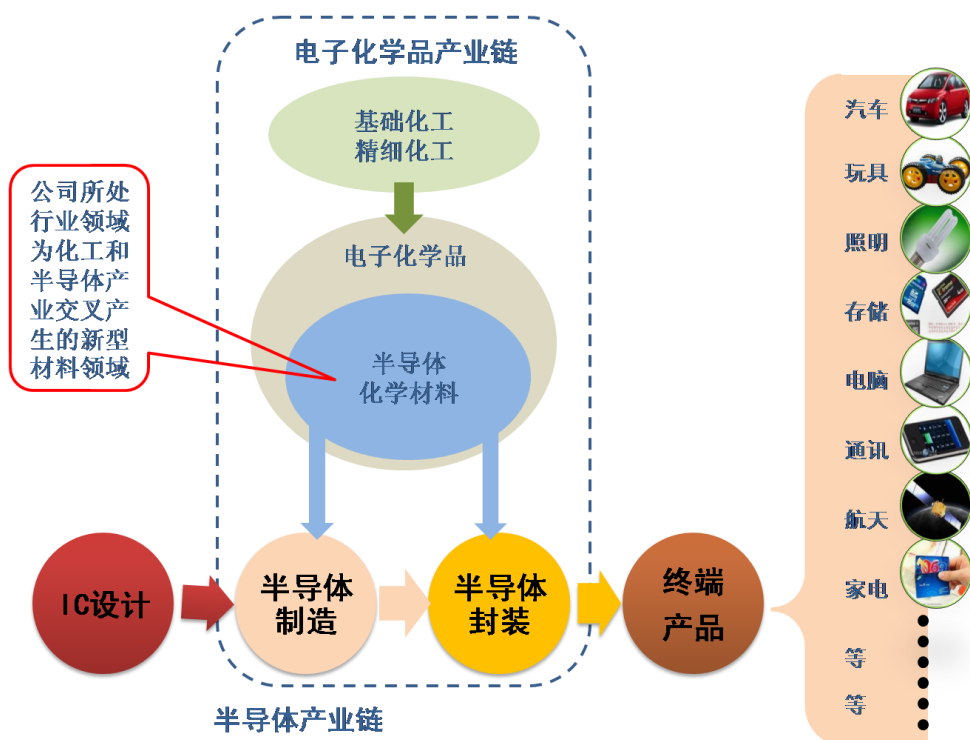 电子化学品产业链
基础化工
精细化工
公司所处
行业领域
为化工和
半导体产
业交叉产
生的新型
材料领域
电子化学品
半导体
化学材料
IC设计
半导体
制造
半导体
封装
终端
产品
半导体产业链
汽车
玩具
照明
存储
电脑
通讯
航天
家电
等
等